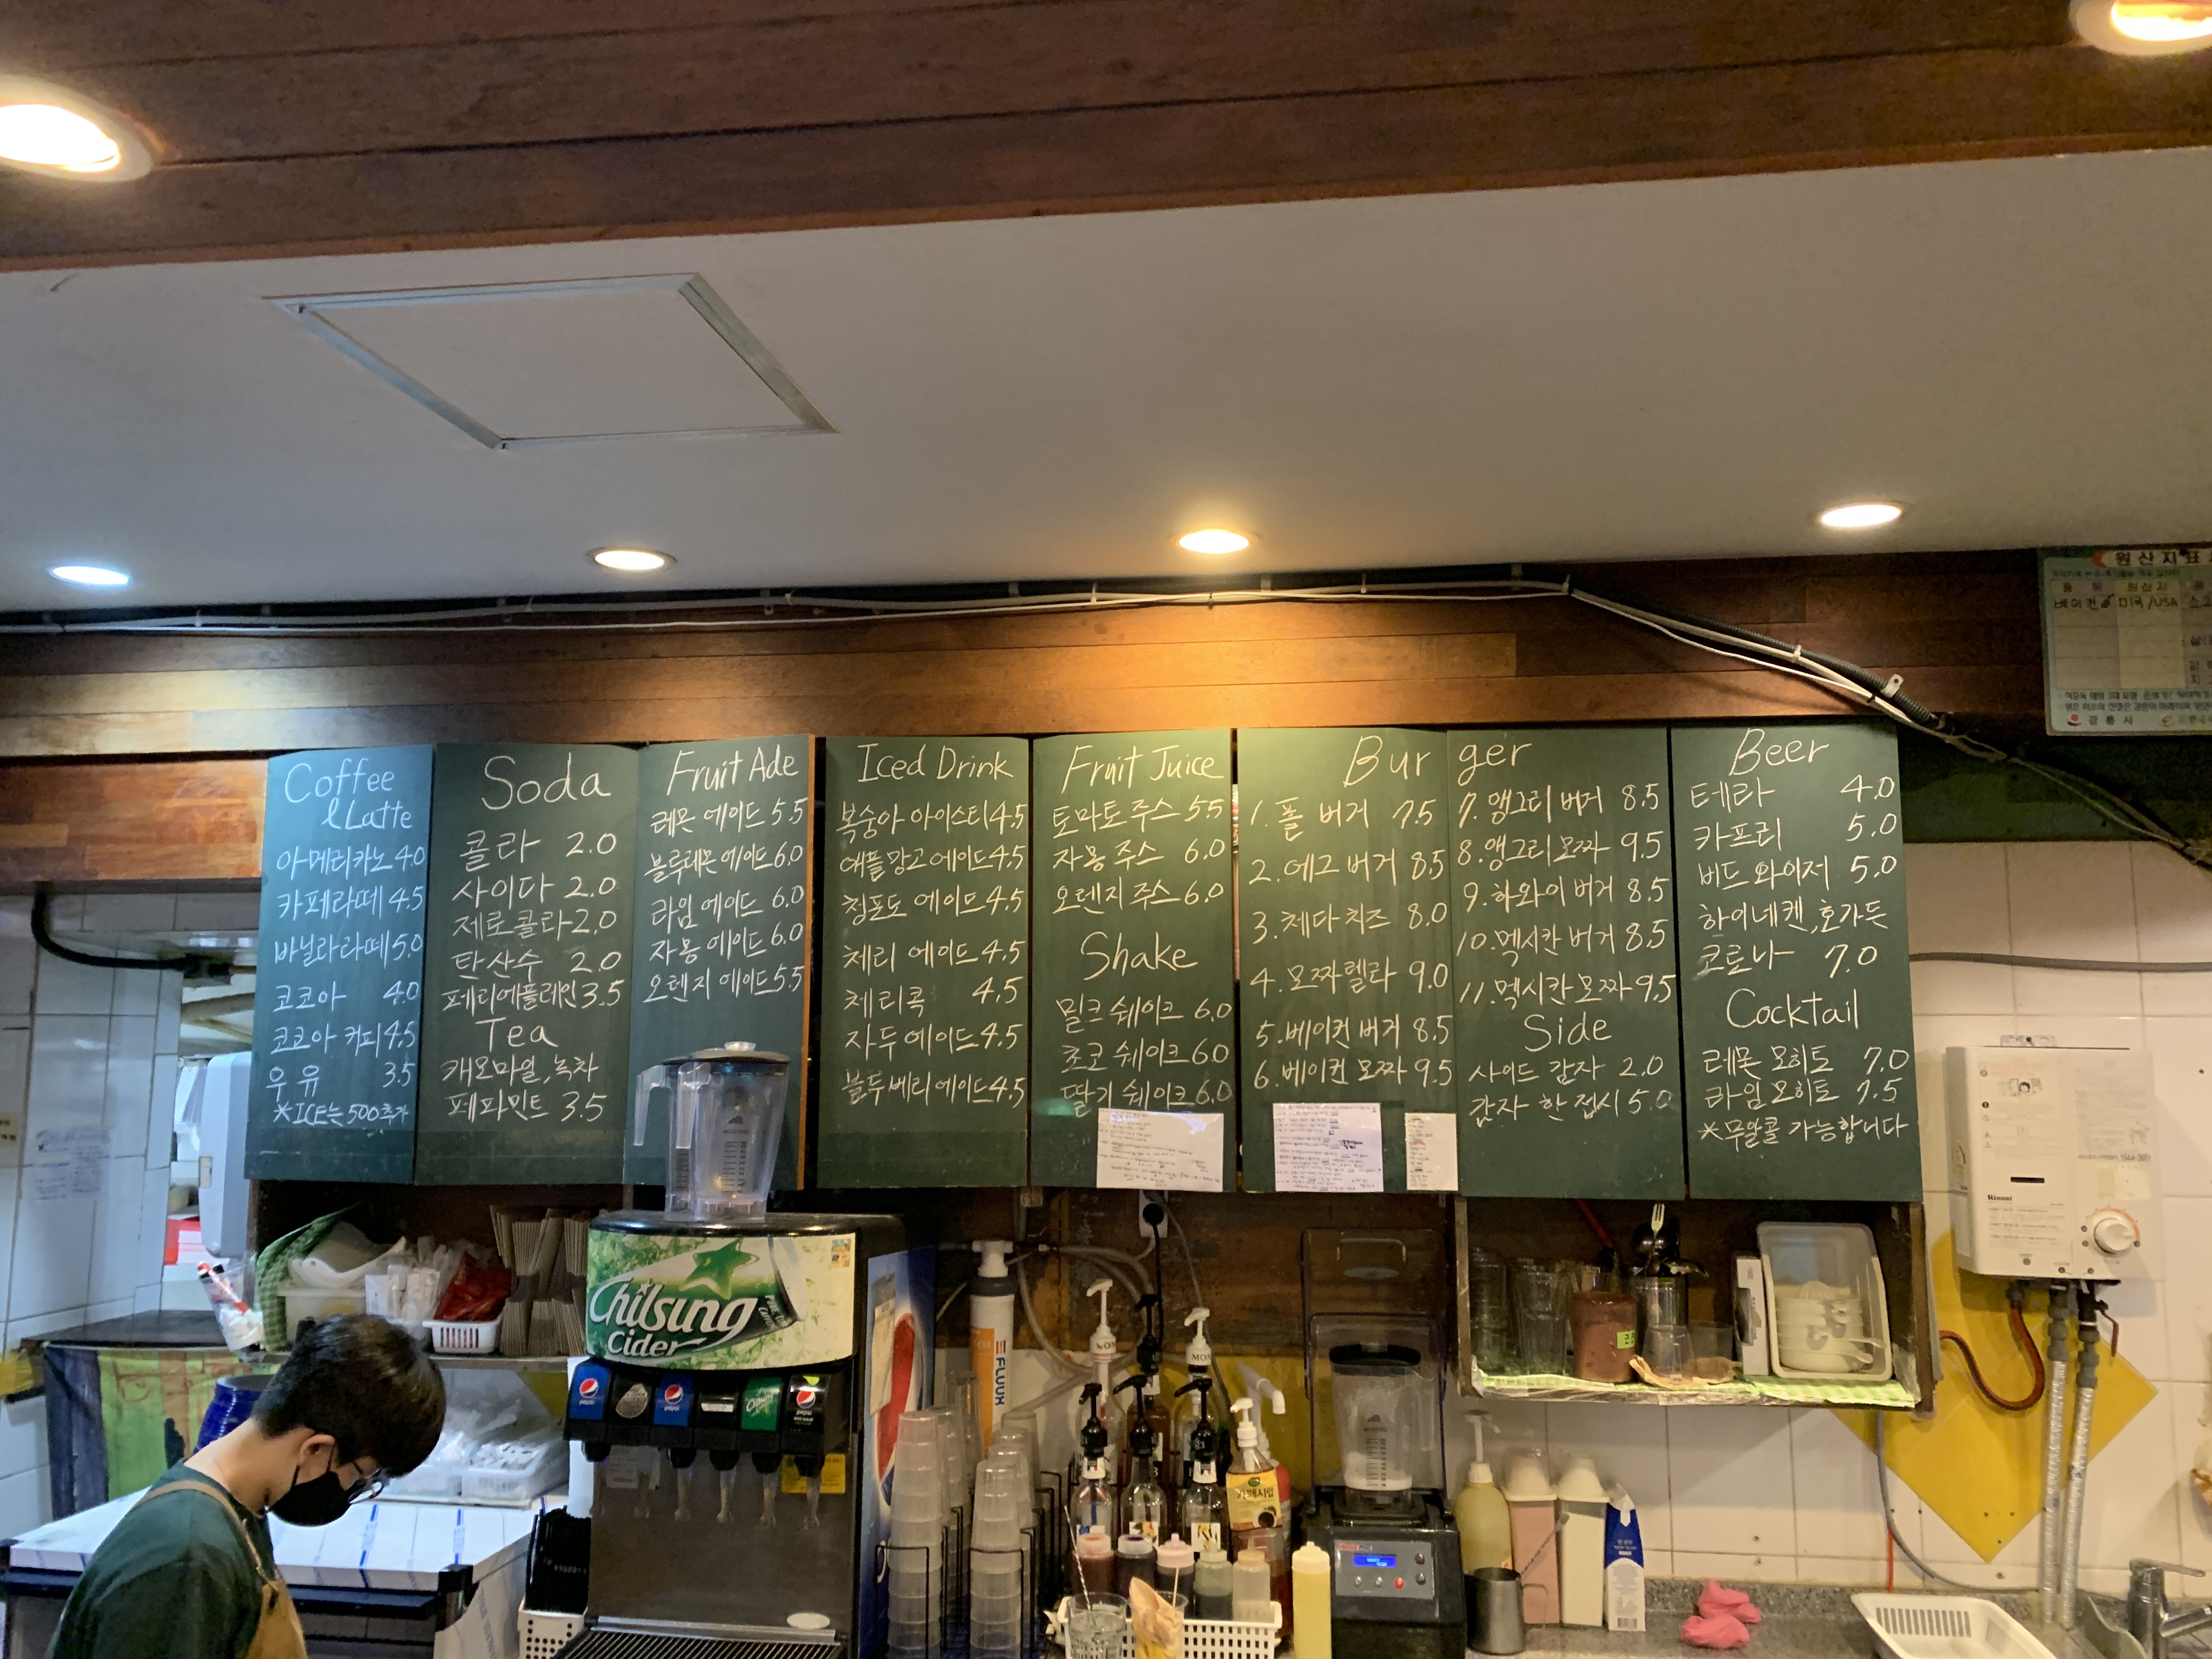 Coffee
& Latte
아메리카노 4.0
카페라떼 4.5
바닐라라떼 5.0
코코아 4.0
코코아 커피 4.5
우유 3.5
*ICE는 500추가
Soda
콜라 2.0
사이다 2.0
제로콜라 2.0
탄산수 2.0
페리에플레인 3.5
Tea
캐모마일, 녹차
페파민트 3.5
Fruit Ade
레몬 에이드 5.5
블루레몬에이드 6.0
라임 에이드 6.0
자몽 에이드 6.0
오렌지 에이드 5.5
Iced Drink
복숭아 아이스티 4.5
애플망고에이드 4.5
청포도 에이드 4.5
체리 에이드 4.5
체리콕 4.5
자두에이드 4.5
블루베리에이드 4.5
Fruit Juice
토마토주스 5.5
자몽 주스 6.0
오렌지 주스 6.0
Shake
밀크 쉐이크 6.0
초코 쉐이크 6.0
딸기 쉐이크 6.0
Burger
1. 폴 버거 7.5
2. 에그 버거 8.5
3. 체다치즈 8.0
4. 모짜렐라 9.0
5. 베이컨 버거 8.5
6. 베이컨 모짜 9.5
7. 앵그리 버거 8.5
8. 앵그리모짜 9.5
9. 하와이 버거 8.5
10. 멕시칸 버거 8.5
11. 멕시칸모짜 9.5
Side
사이드 감자 2.0
감자 한 접시 5.0
Beer
테라 4.0
카프리 5.0
버드 와이저 5.0
하이네켄, 호가든
코로나 7.0
Cocktail
레몬 모히토 7.0
라임 모히토 7.5
*무알콜 가능합니다
원산지표
품목 원산지
베이컨 미국/USA
강릉시
Chilsung
Cider
pepsi
FLUUX
카페시럽
Rinnai